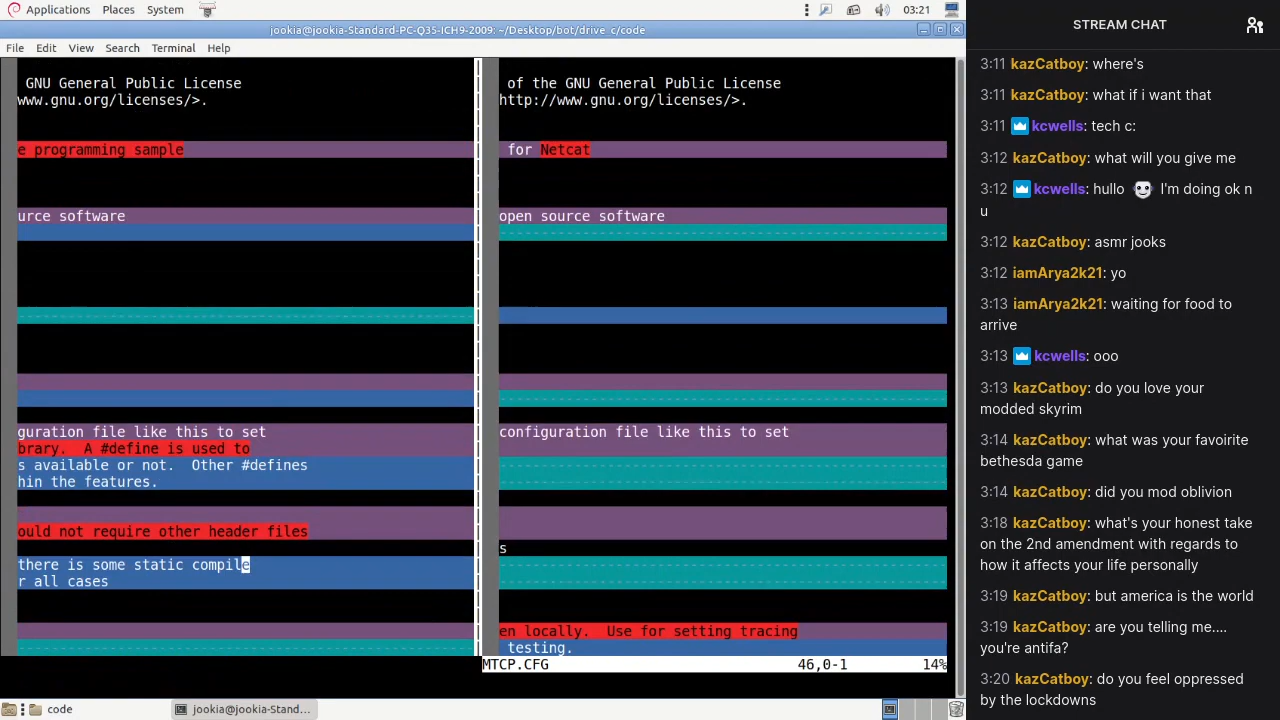 Applications Places System 03:21
jookia@jookia-Standard-PC-Q35-ICH9-2009: ~/Desktop/bot/drive_c/code
File Edit View Search Terminal Help
GNU General Public License
www.gnu.org/licenses/>.
e programming sample
urce software
guration file like this to set
brary.  A #define is used to
s available or not.  Other #defines
hin the features.
ould not require other header files
there is some static compile
r all cases
of the GNU General Public License
http://www.gnu.org/licenses/>.
for Netcat
open source software
configuration file like this to set
s
en locally.  Use for setting tracing
testing.
MTCP.CFG 46,0-1 14%
code jookia@jookia-Stand...
STREAM CHAT
3:11 kazCatboy: where's
3:11 kazCatboy: what if i want that
3:11 kcwells: tech c:
3:12 kazCatboy: what will you give me
3:12 kcwells: hullo I'm doing ok n
u
3:12 kazCatboy: asmr jooks
3:12 iamArya2k21: yo
3:13 iamArya2k21: waiting for food to
arrive
3:13 kcwells: ooo
3:13 kazCatboy: do you love your
modded skyrim
3:14 kazCatboy: what was your favoirite
bethesda game
3:14 kazCatboy: did you mod oblivion
3:18 kazCatboy: what's your honest take
on the 2nd amendment with regards to
how it affects your life personally
3:19 kazCatboy: but america is the world
3:19 kazCatboy: are you telling me....
you're antifa?
3:20 kazCatboy: do you feel oppressed
by the lockdowns